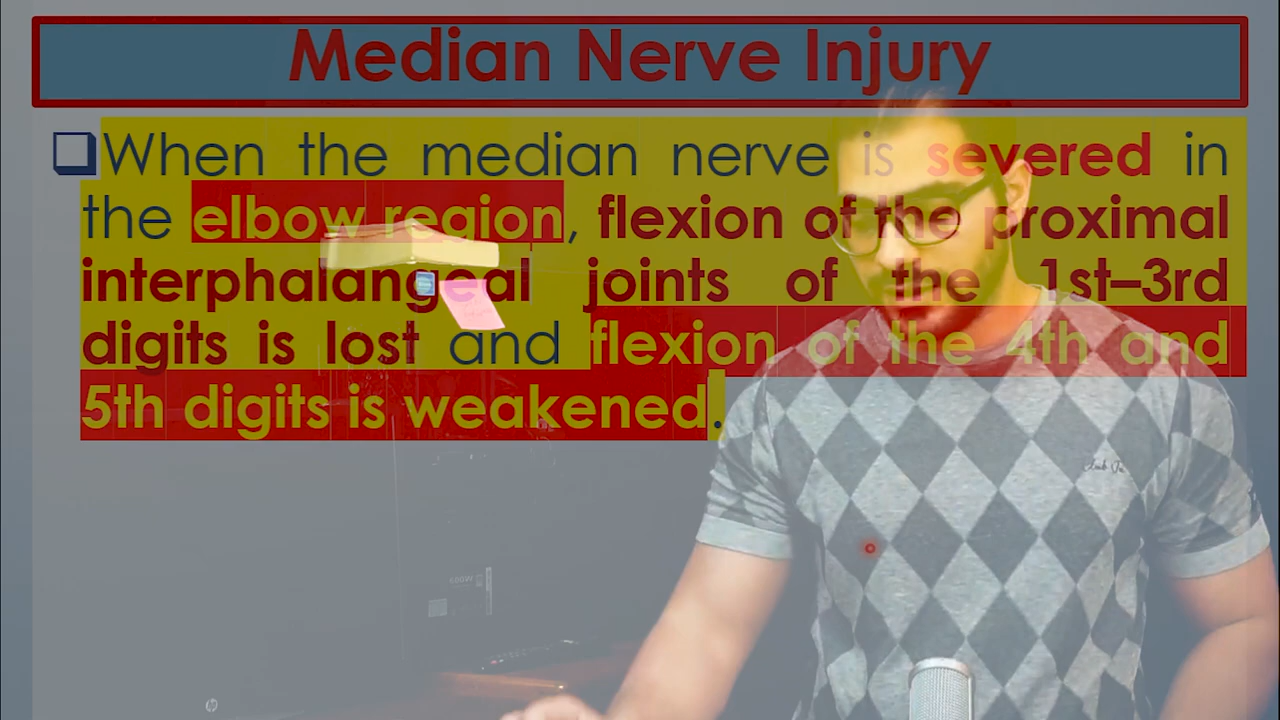 Median Nerve Injury
When the median nerve is severed in
the elbow region, flexion of the proximal
interphalangeal joints of the 1st–3rd
digits is lost and flexion of the 4th and
5th digits is weakened.
hp